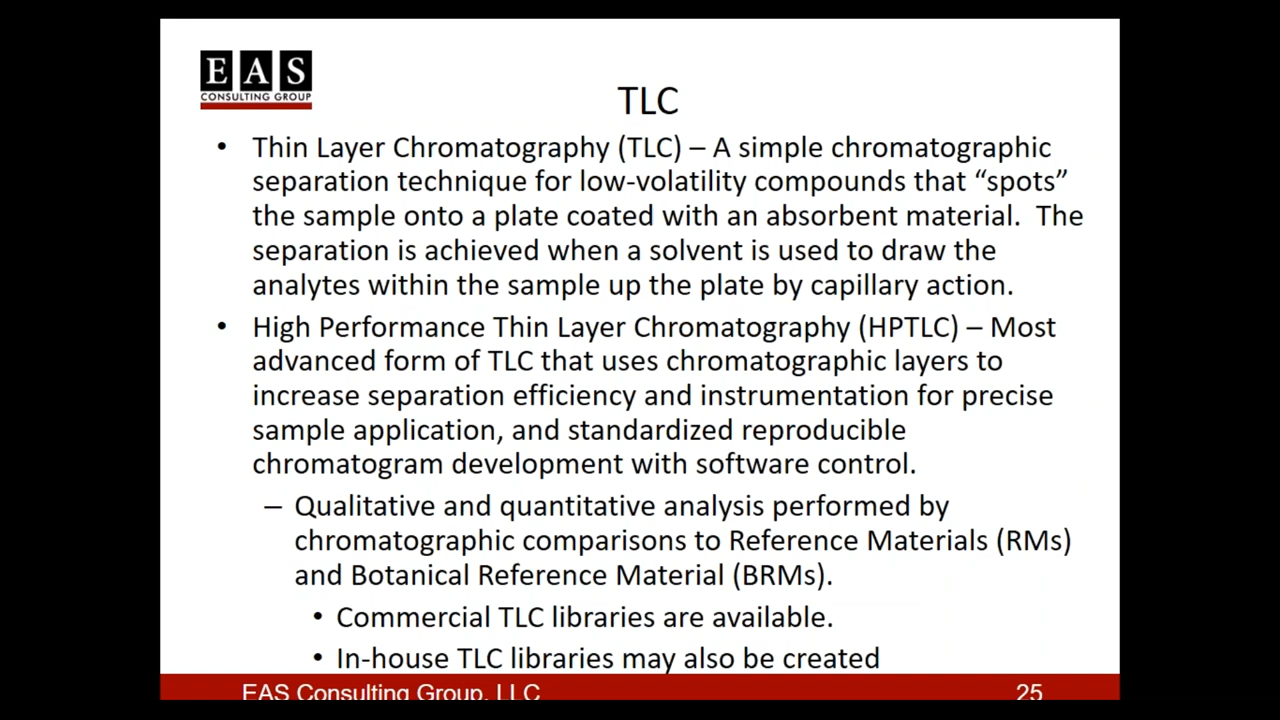 EAS
CONSULTING GROUP
TLC
• Thin Layer Chromatography (TLC) – A simple chromatographic
separation technique for low-volatility compounds that “spots”
the sample onto a plate coated with an absorbent material.  The
separation is achieved when a solvent is used to draw the
analytes within the sample up the plate by capillary action.
• High Performance Thin Layer Chromatography (HPTLC) – Most
advanced form of TLC that uses chromatographic layers to
increase separation efficiency and instrumentation for precise
sample application, and standardized reproducible
chromatogram development with software control.
– Qualitative and quantitative analysis performed by
chromatographic comparisons to Reference Materials (RMs)
and Botanical Reference Material (BRMs).
• Commercial TLC libraries are available.
• In-house TLC libraries may also be created
EAS Consulting Group, LLC
25